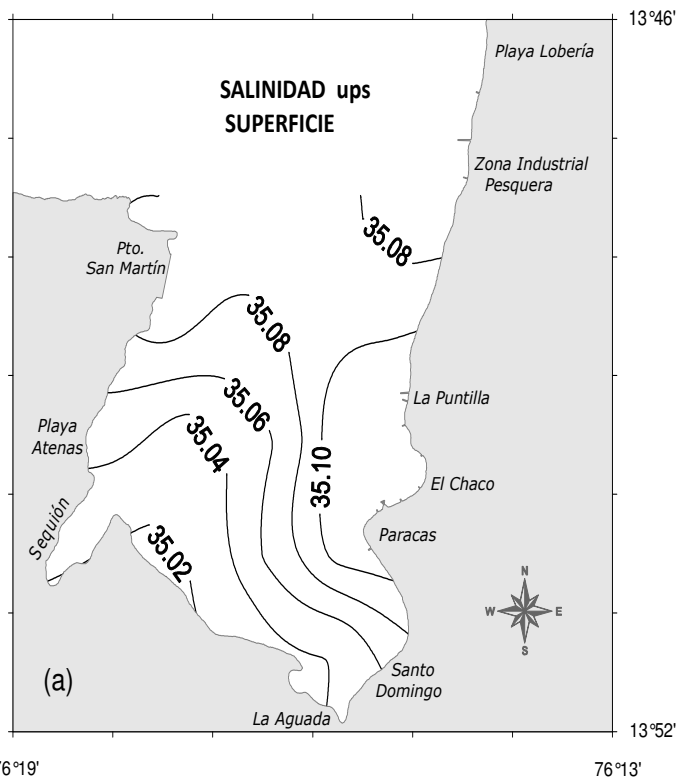 13°46'
Playa Lobería
SALINIDAD ups
SUPERFICIE
Zona Industrial
Pesquera
35.08
Pto.
San Martín
35.08
35.06
La Puntilla
Playa
Atenas
35.04
35.10
El Chaco
Sequión
Paracas
35.02
N
W E
S
(a)
Santo
Domingo
La Aguada
13°52'
76°19'
76°13'